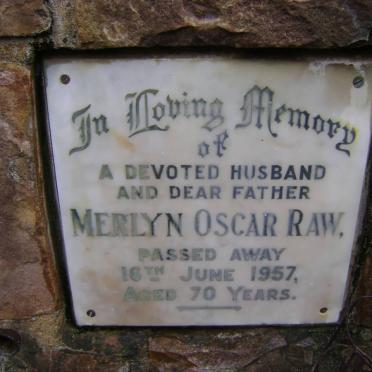 In Loving Memory
of
A DEVOTED HUSBAND
AND DEAR FATHER
MERLYN OSCAR RAW,
PASSED AWAY
16TH JUNE 1957,
AGED 70 YEARS.